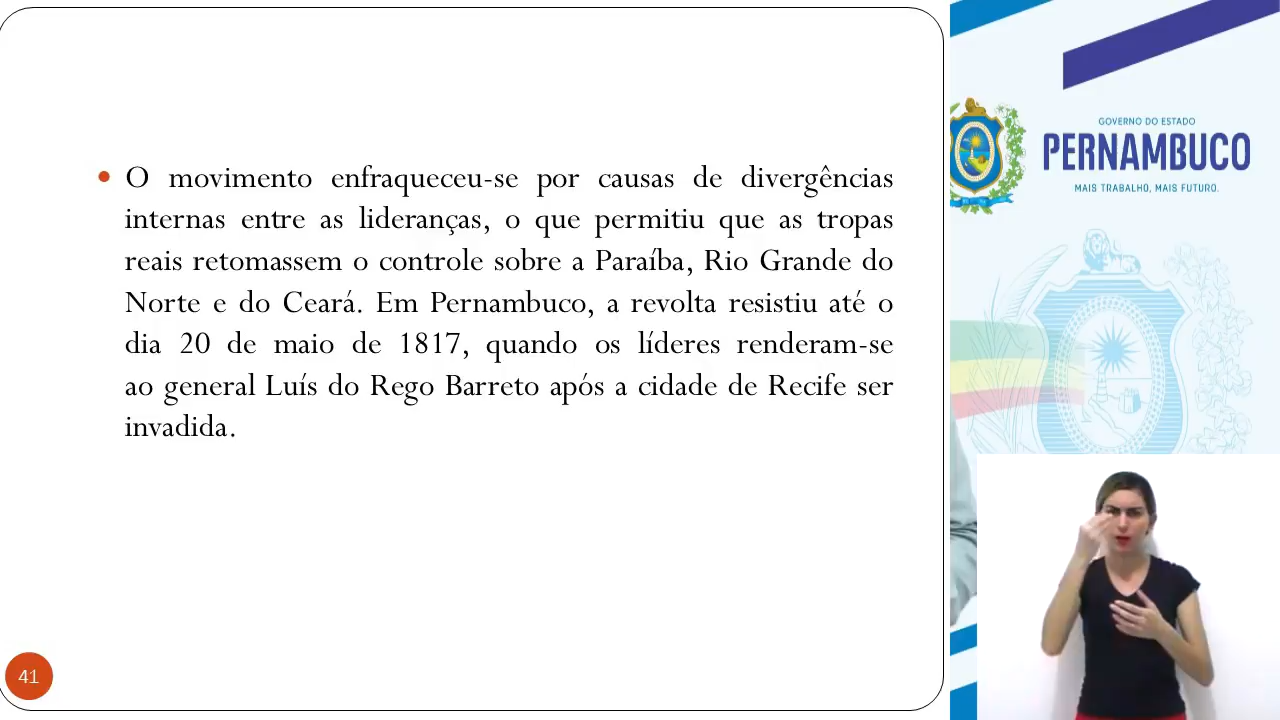 O movimento enfraqueceu-se por causas de divergências
internas entre as lideranças, o que permitiu que as tropas
reais retomassem o controle sobre a Paraíba, Rio Grande do
Norte e do Ceará. Em Pernambuco, a revolta resistiu até o
dia 20 de maio de 1817, quando os líderes renderam-se
ao general Luís do Rego Barreto após a cidade de Recife ser
invadida.
41
GOVERNO DO ESTADO
PERNAMBUCO
MAIS TRABALHO, MAIS FUTURO.